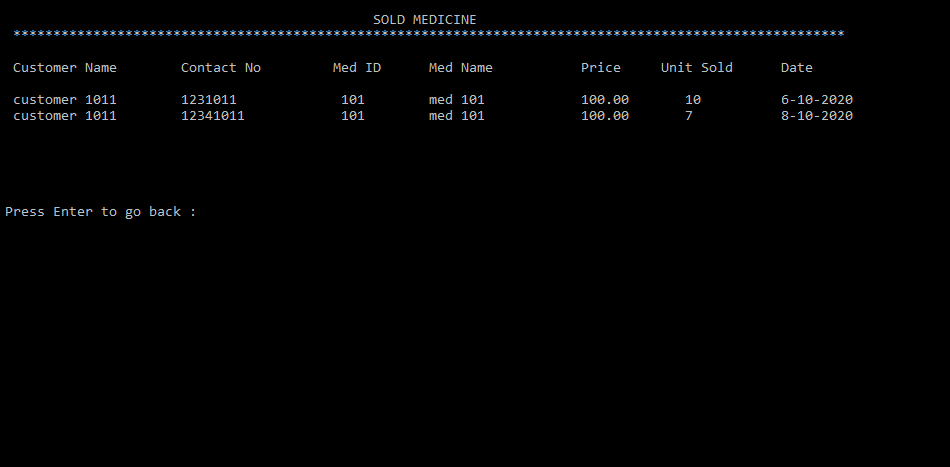 SOLD MEDICINE
********************************************************************************************************
Customer Name Contact No Med ID Med Name Price Unit Sold Date
customer 1011 1231011 101 med 101 100.00 10 6-10-2020
customer 1011 12341011 101 med 101 100.00 7 8-10-2020
Press Enter to go back :